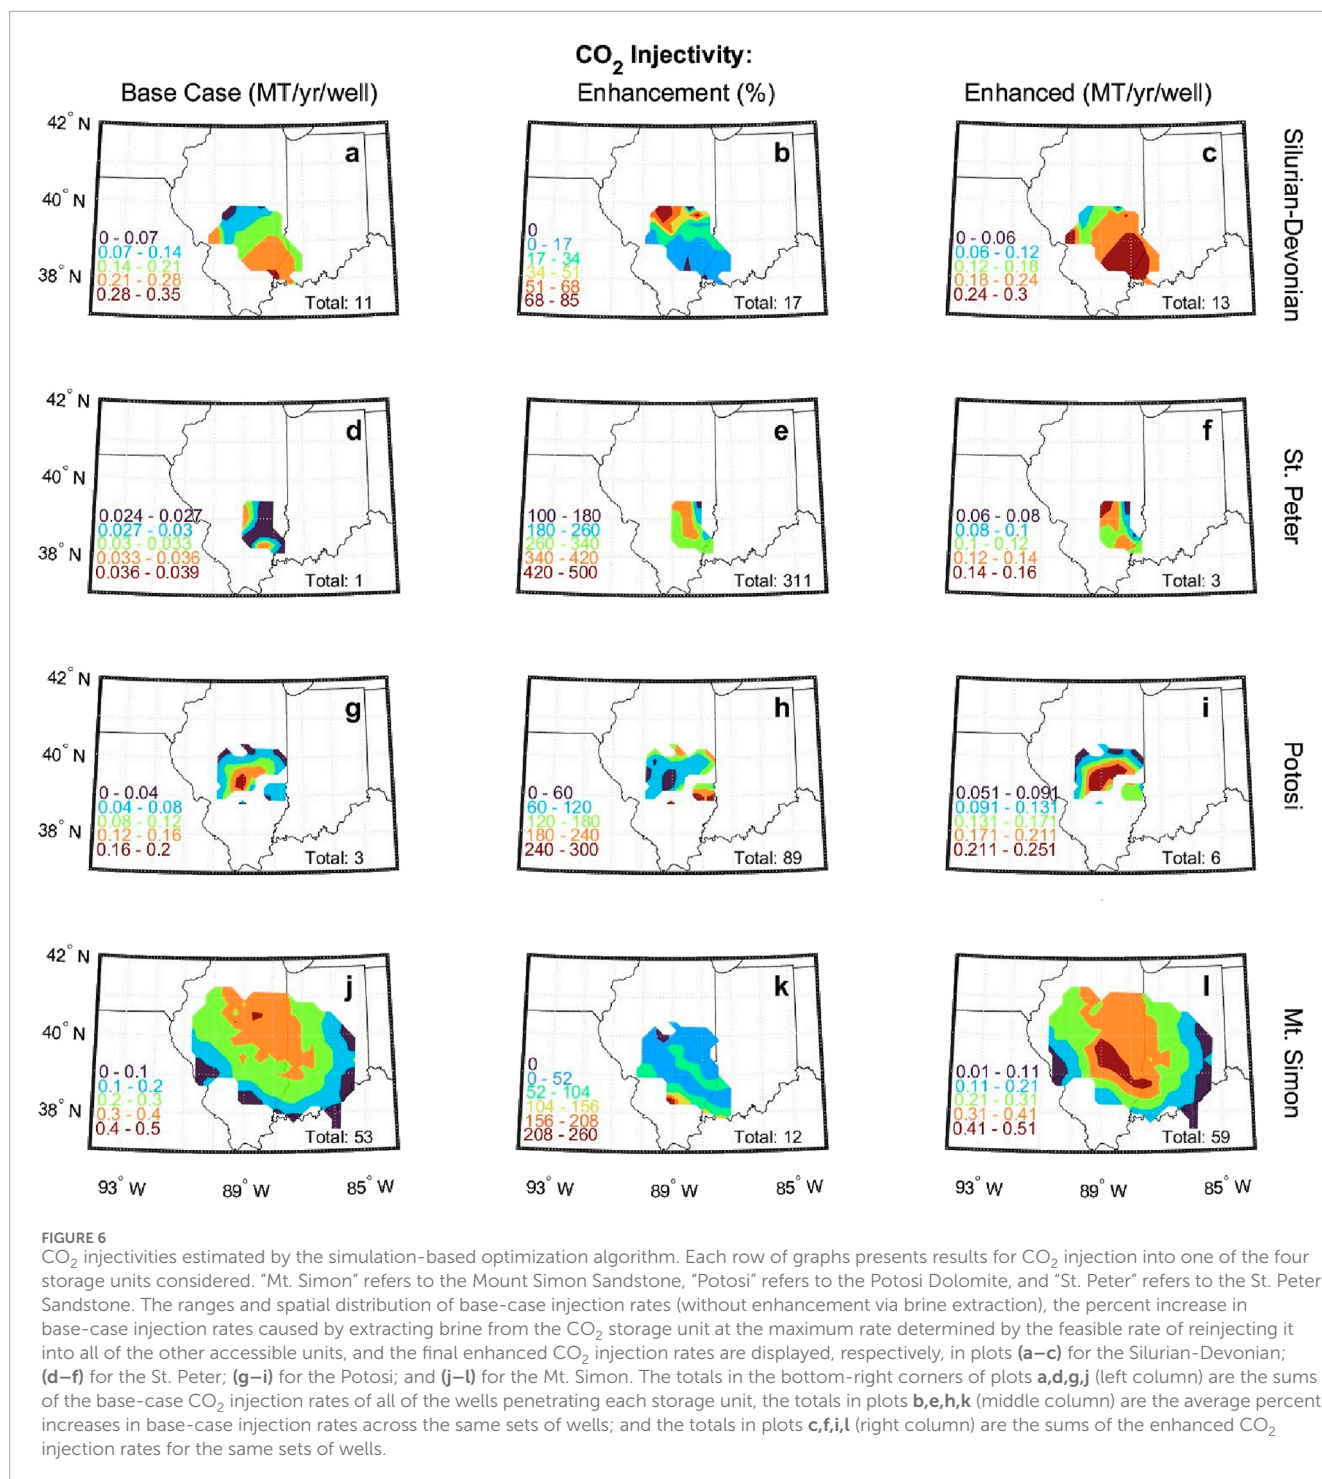 CO2 Injectivity:
Base Case (MT/yr/well) Enhancement (%) Enhanced (MT/yr/well)
42° N
40° N
38° N
a
0 - 0.07
0.07 - 0.14
0.14 - 0.21
0.21 - 0.28
0.28 - 0.35
Total: 11
b
0
0 - 17
17 - 34
34 - 51
51 - 68
68 - 85
Total: 17
c
0 - 0.06
0.06 - 0.12
0.12 - 0.18
0.18 - 0.24
0.24 - 0.3
Total: 13
Silurian-Devonian
42° N
40° N
38° N
d
0.024 - 0.027
0.027 - 0.03
0.03 - 0.033
0.033 - 0.036
0.036 - 0.039
Total: 1
e
100 - 180
180 - 260
260 - 340
340 - 420
420 - 500
Total: 311
f
0.06 - 0.08
0.08 - 0.1
0.1 - 0.12
0.12 - 0.14
0.14 - 0.16
Total: 3
St. Peter
42° N
40° N
38° N
g
0 - 0.04
0.04 - 0.08
0.08 - 0.12
0.12 - 0.16
0.16 - 0.2
Total: 3
h
0 - 60
60 - 120
120 - 180
180 - 240
240 - 300
Total: 89
i
0.051 - 0.091
0.091 - 0.131
0.131 - 0.171
0.171 - 0.211
0.211 - 0.251
Total: 6
Potosi
42° N
40° N
38° N
j
0 - 0.1
0.1 - 0.2
0.2 - 0.3
0.3 - 0.4
0.4 - 0.5
Total: 53
k
0
0 - 52
52 - 104
104 - 156
156 - 208
208 - 260
Total: 12
l
0.01 - 0.11
0.11 - 0.21
0.21 - 0.31
0.31 - 0.41
0.41 - 0.51
Total: 59
Mt. Simon
93° W 89° W 85° W 89° W 85° W 93° W 89° W 85° W
FIGURE 6
CO2 injectivities estimated by the simulation-based optimization algorithm. Each row of graphs presents results for CO2 injection into one of the four
storage units considered. "Mt. Simon" refers to the Mount Simon Sandstone, "Potosi" refers to the Potosi Dolomite, and "St. Peter" refers to the St. Peter
Sandstone. The ranges and spatial distribution of base-case injection rates (without enhancement via brine extraction), the percent increase in
base-case injection rates caused by extracting brine from the CO2 storage unit at the maximum rate determined by the feasible rate of reinjecting it
into all of the other accessible units, and the final enhanced CO2 injection rates are displayed, respectively, in plots (a–c) for the Silurian-Devonian;
(d–f) for the St. Peter; (g–i) for the Potosi; and (j–l) for the Mt. Simon. The totals in the bottom-right corners of plots a,d,g,j (left column) are the sums
of the base-case CO2 injection rates of all of the wells penetrating each storage unit, the totals in plots b,e,h,k (middle column) are the average percent
increases in base-case injection rates across the same sets of wells; and the totals in plots c,f,i,l (right column) are the sums of the enhanced CO2
injection rates for the same sets of wells.